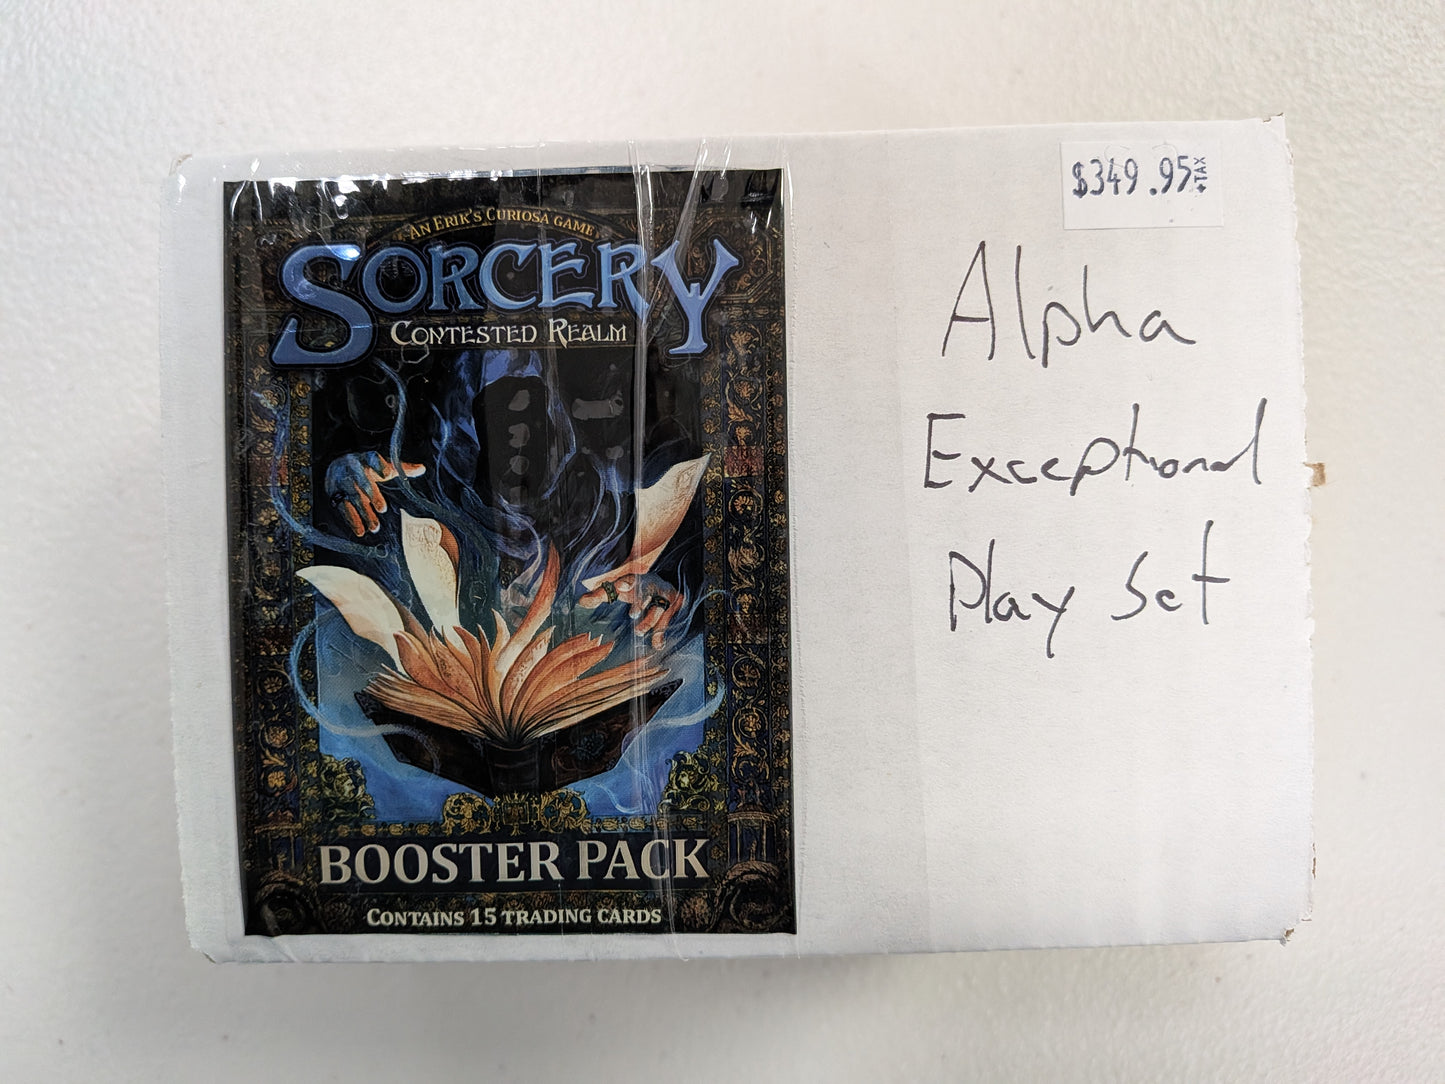 AN ERIK'S CURIOSA GAME
SORCERY
CONTESTED REALM
BOOSTER PACK
CONTAINS 15 TRADING CARDS
$349.95 +TAX
Alpha
Exceptional
Play Set